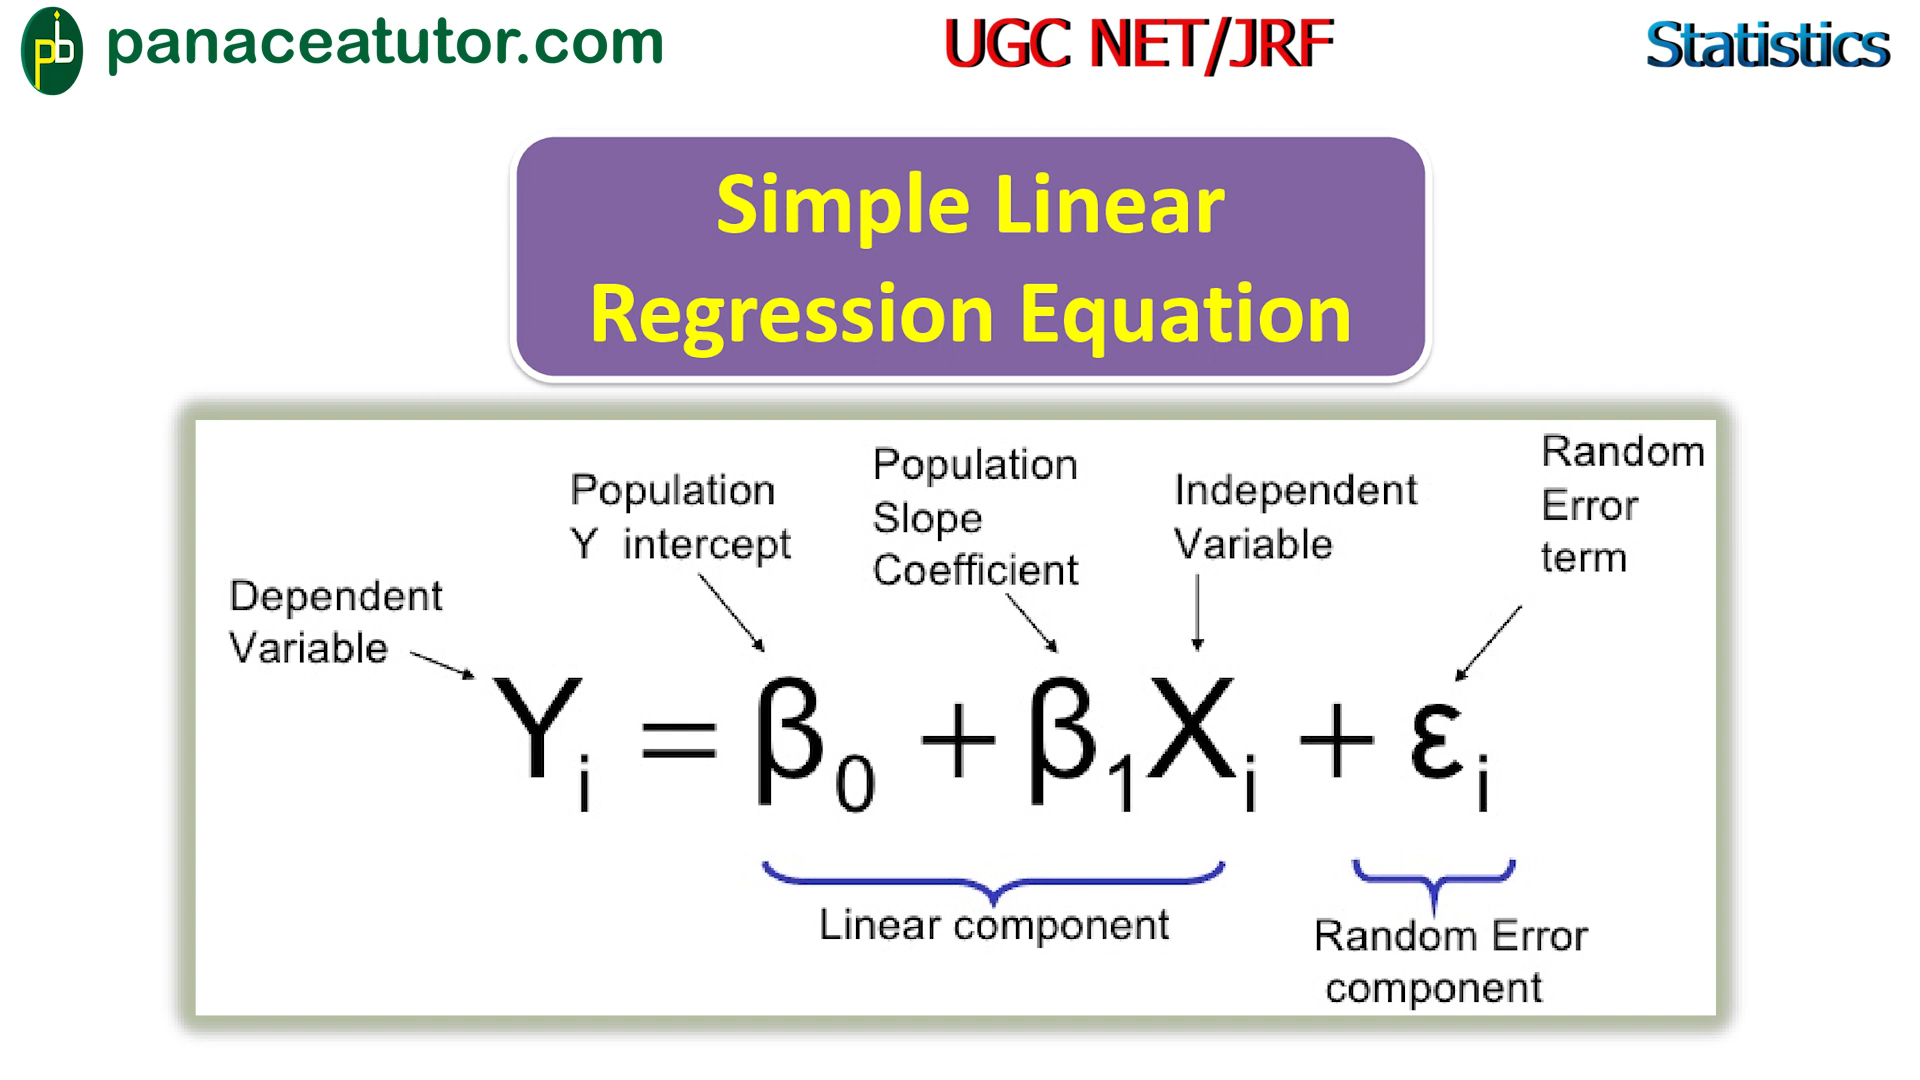 pb panaceatutor.com
UGC NET/JRF
Statistics
Simple Linear
Regression Equation
Dependent
Variable
Population
Y intercept
Population
Slope
Coefficient
Independent
Variable
Random
Error
term
Yᵢ = β₀ + β₁Xᵢ + εᵢ
Linear component
Random Error
component